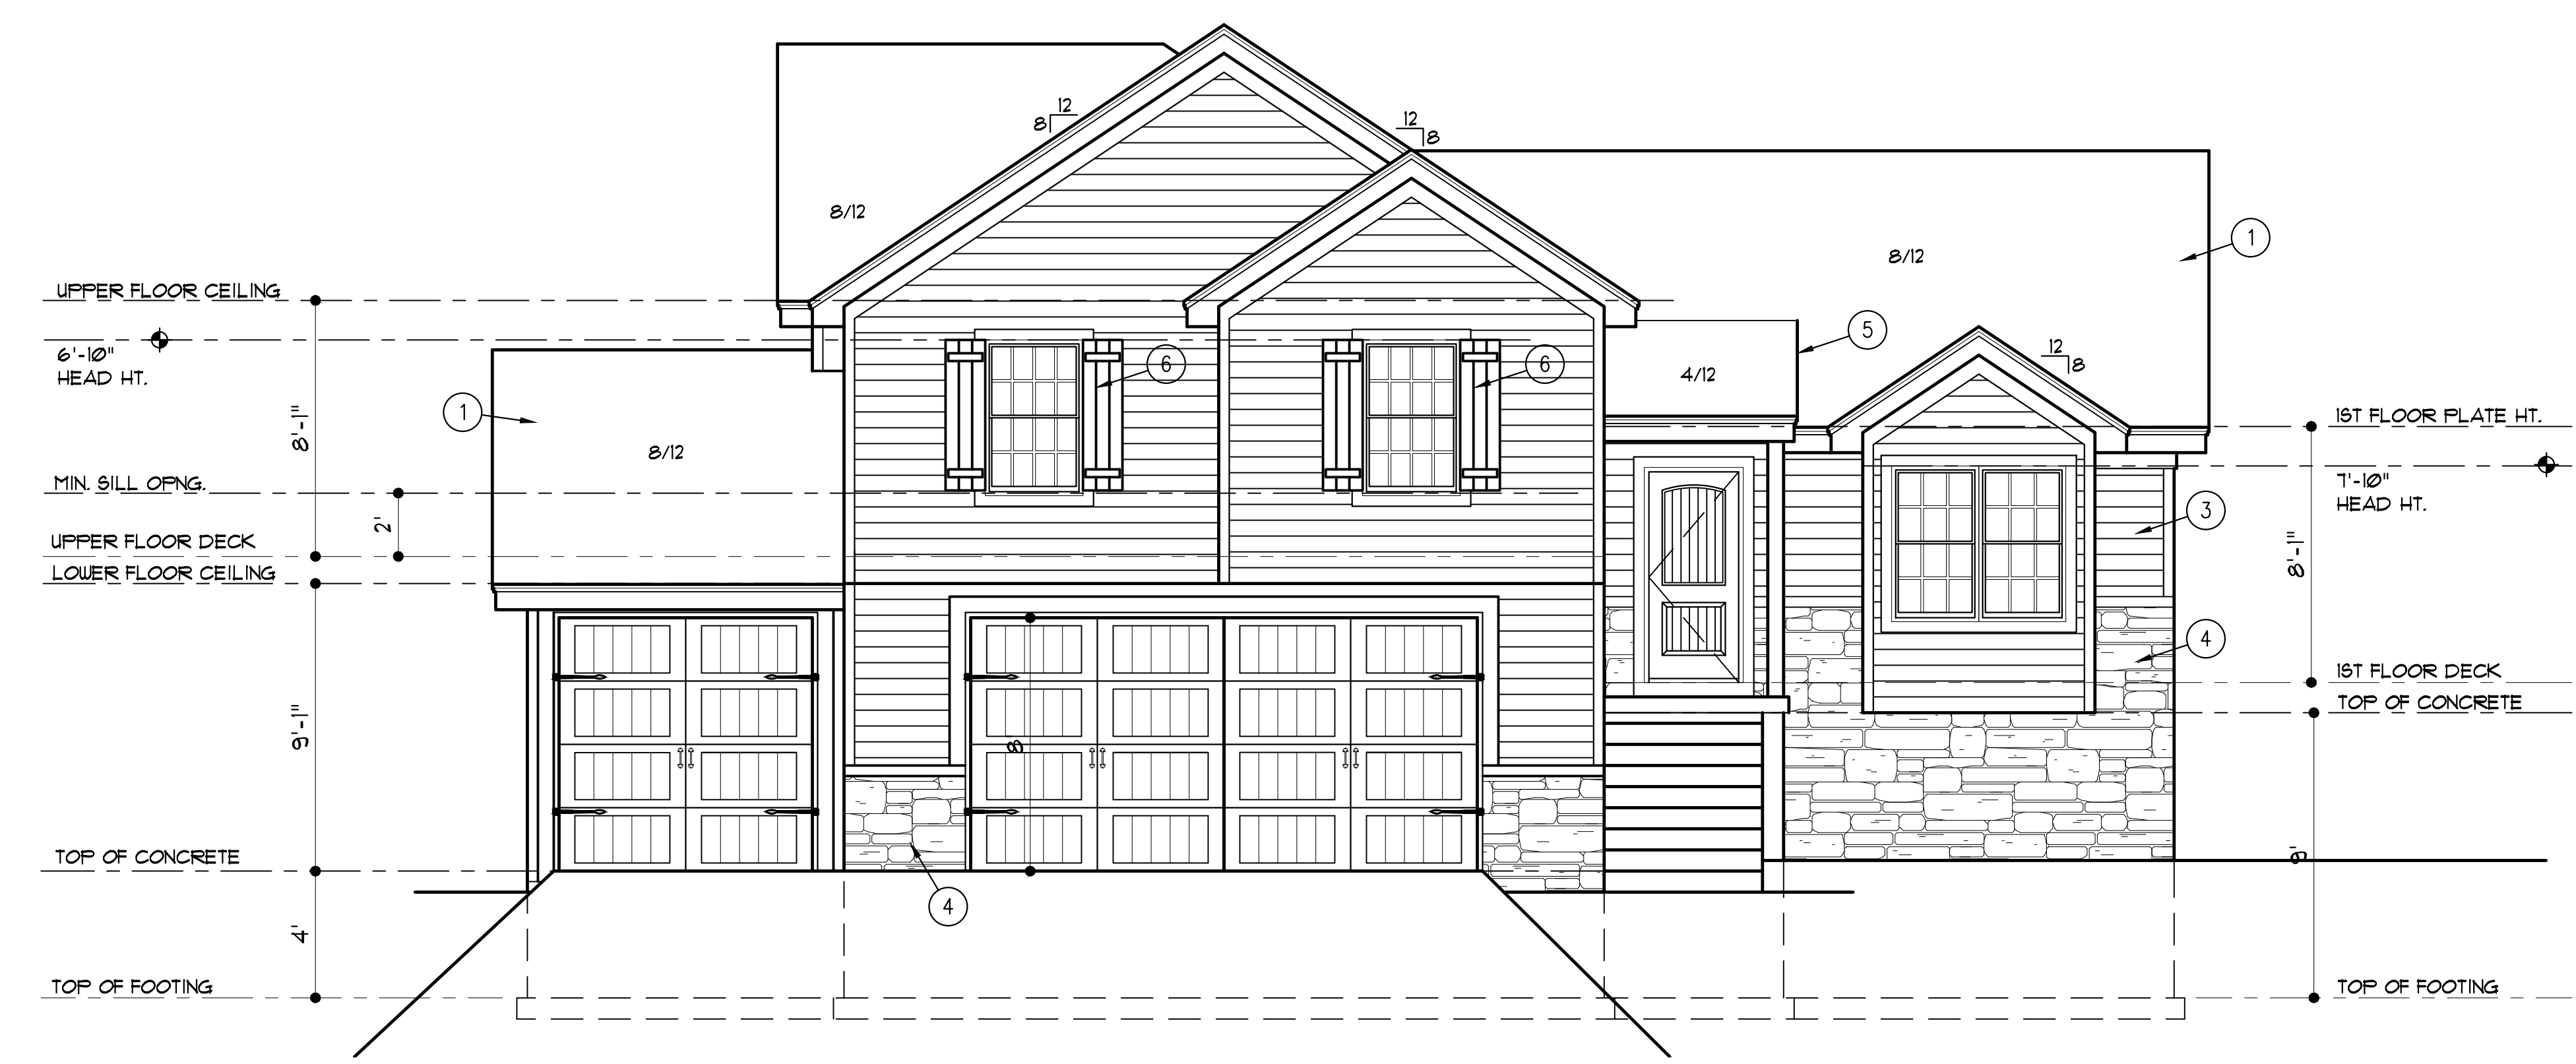 12
8
12
8
8/12
8/12
1
UPPER FLOOR CEILING
6'-10"
HEAD HT.
5
12
8
6
6
4/12
1
8'-1"
8/12
1ST FLOOR PLATE HT.
7'-10"
HEAD HT.
MIN. SILL OPNG.
3
2'
UPPER FLOOR DECK
LOWER FLOOR CEILING
8'-1"
4
1ST FLOOR DECK
TOP OF CONCRETE
9'-1"
8'
TOP OF CONCRETE
9'
4
4'
TOP OF FOOTING
TOP OF FOOTING